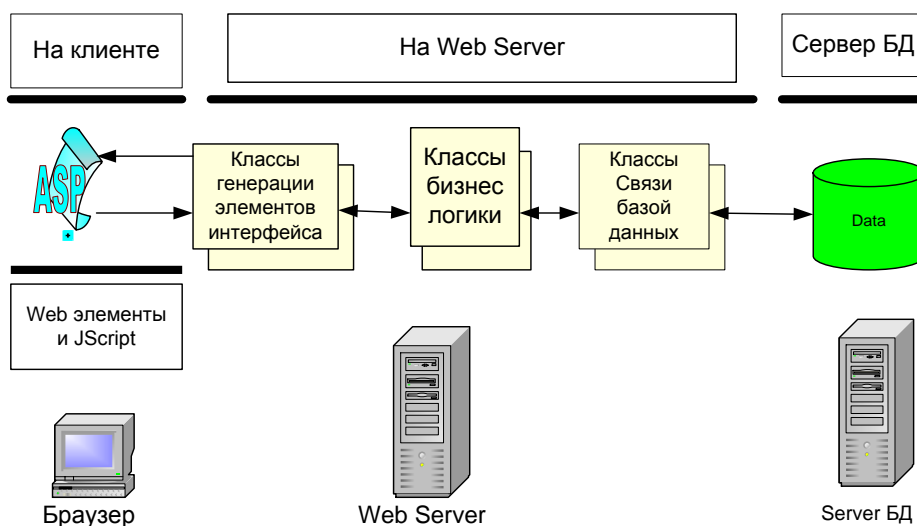 На клиенте
На Web Server
Сервер БД
ASP
Классы
генерации
элементов
интерфейса
Классы
бизнес
логики
Классы
Связи
базой
данных
Data
Web элементы
и JScript
Браузер
Web Server
Server БД